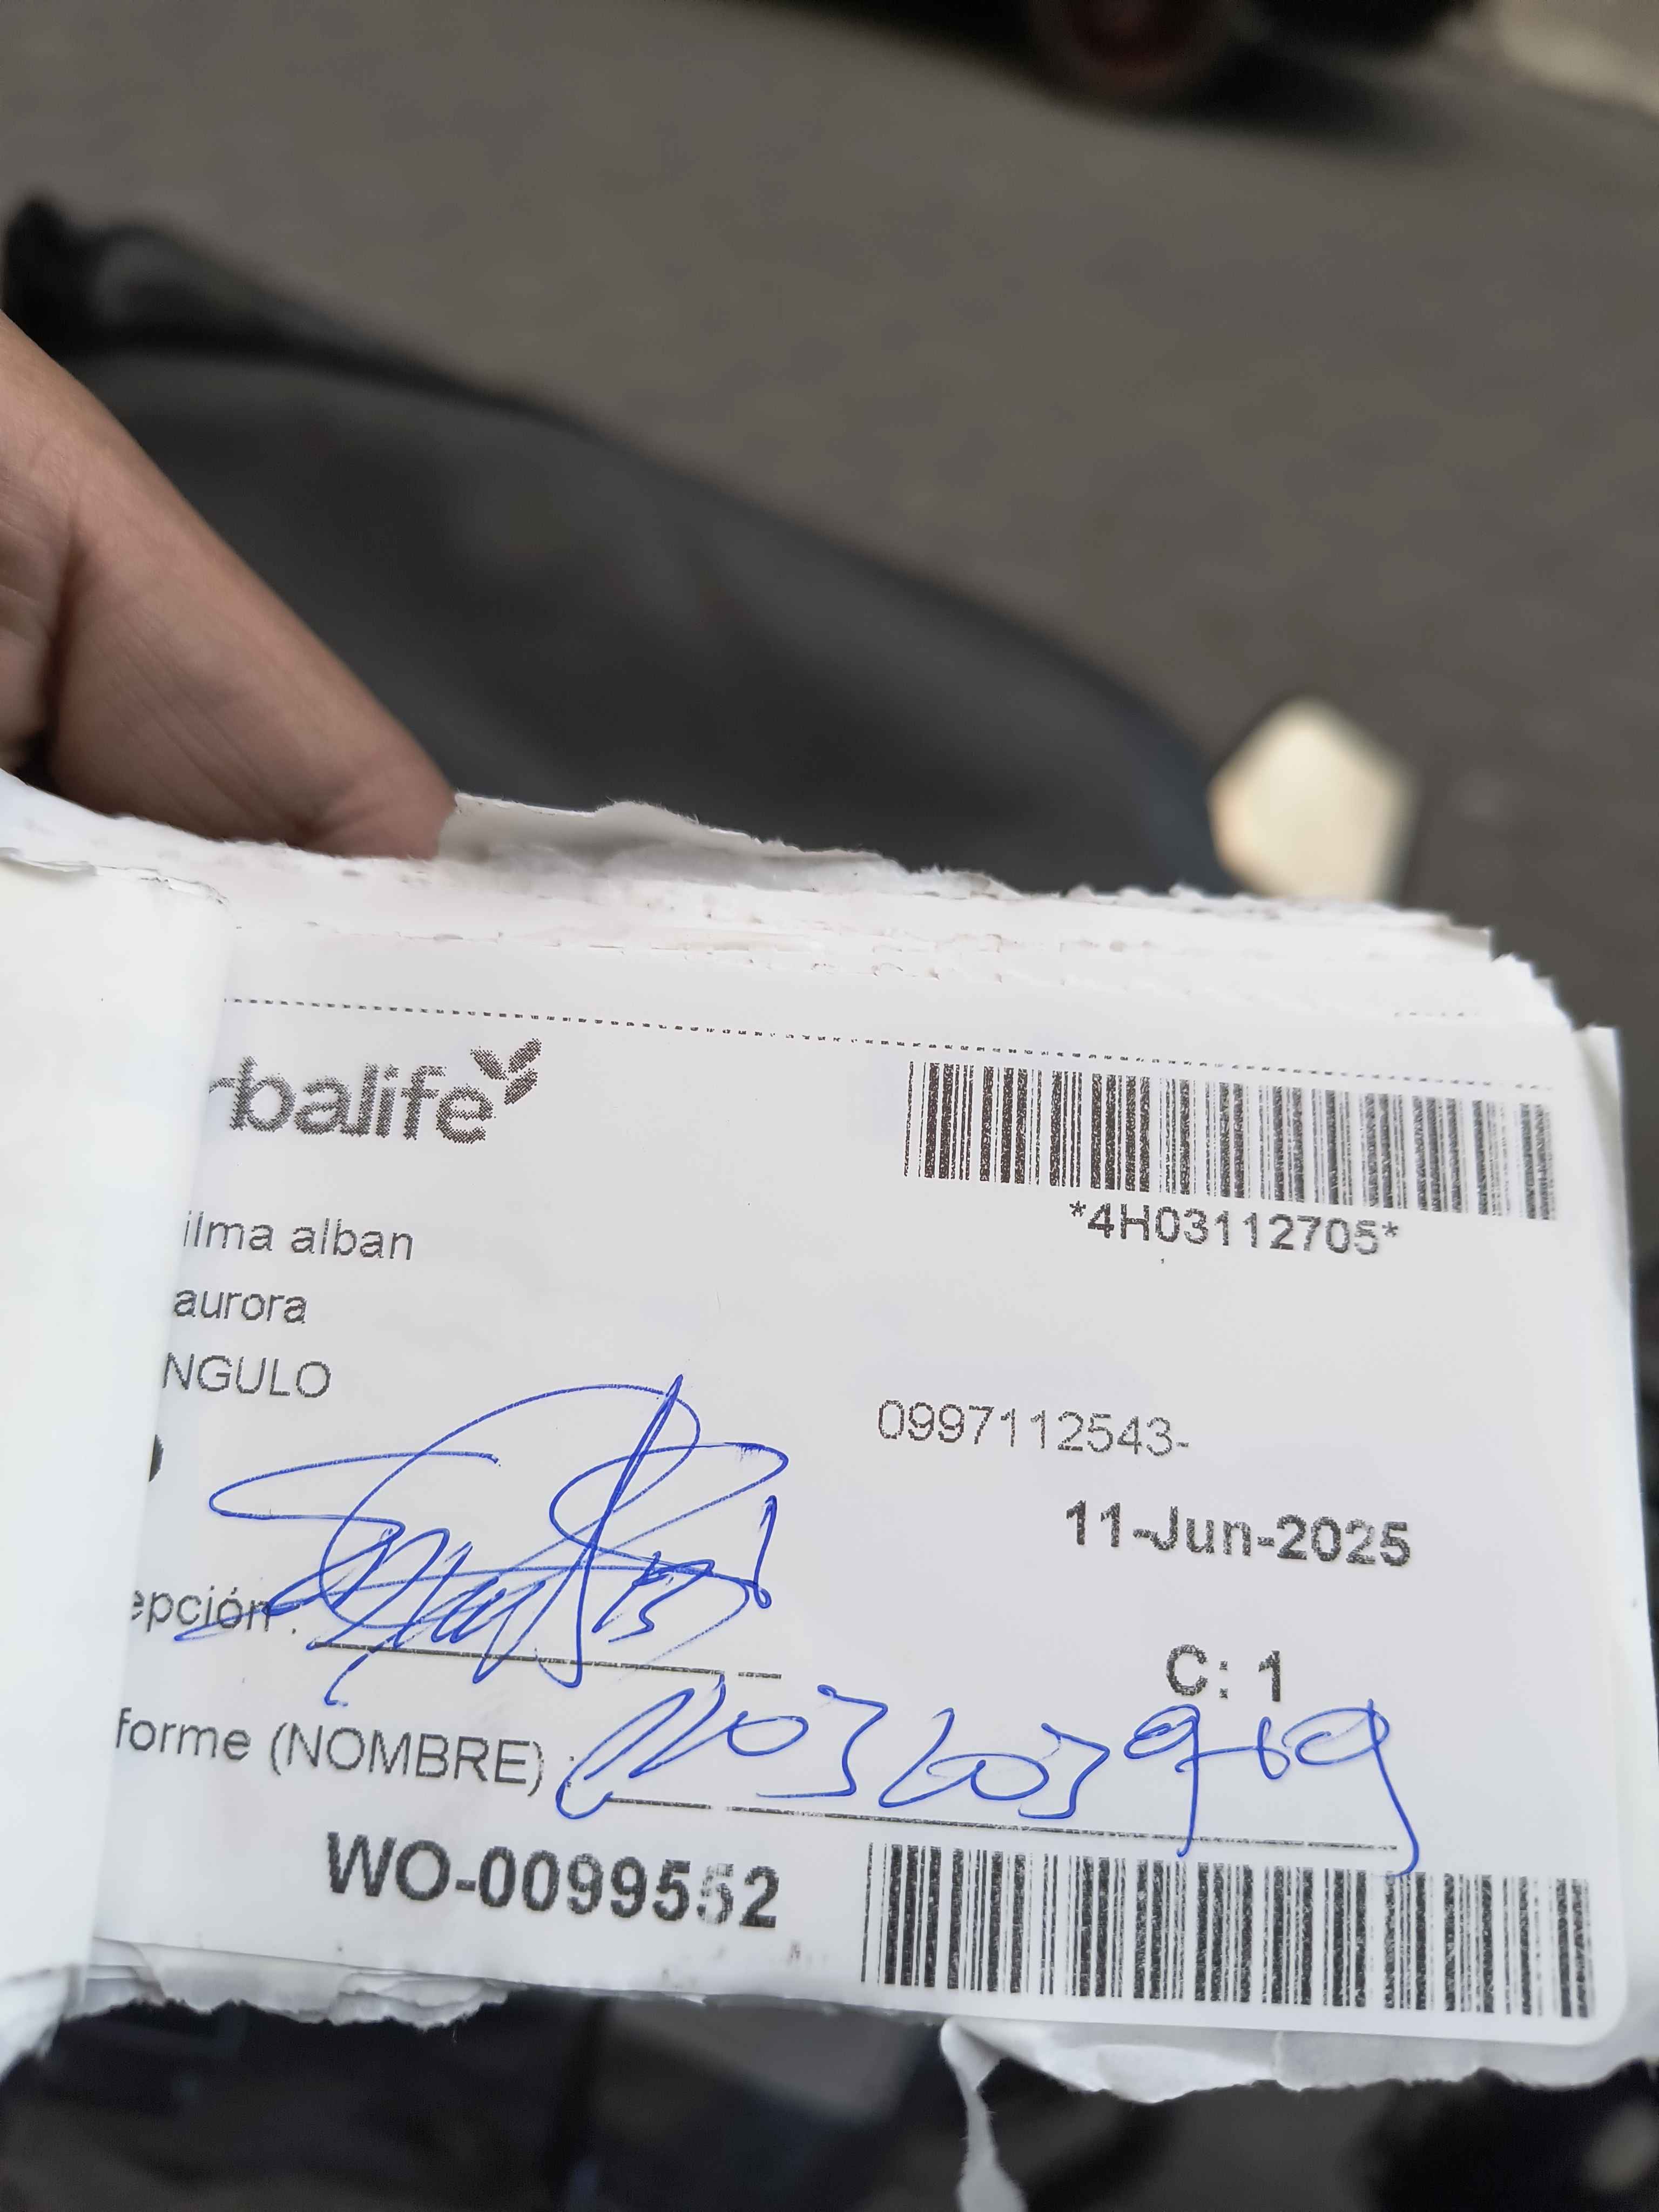 rbalife
*4H03112705*
ilma alban
aurora
NGULO
0997112543-
11-Jun-2025
epción :
C: 1
forme (NOMBRE) :
WO-0099552